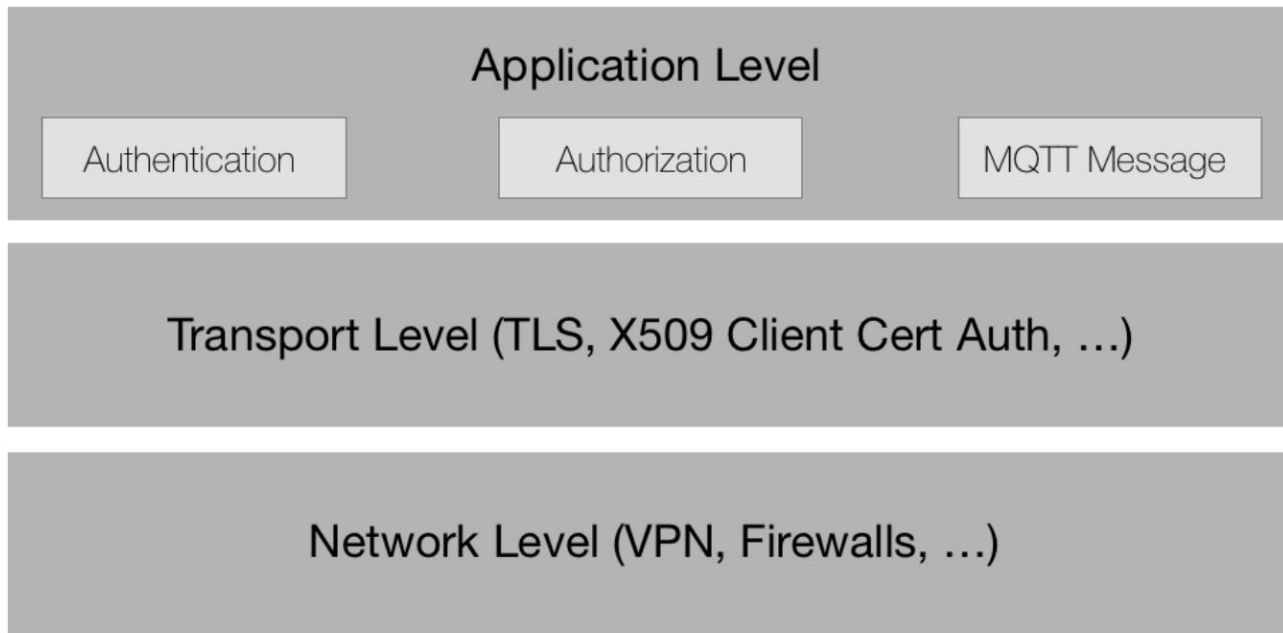 Application Level
Authentication
Authorization
MQTT Message
Transport Level (TLS, X509 Client Cert Auth, …)
Network Level (VPN, Firewalls, …)